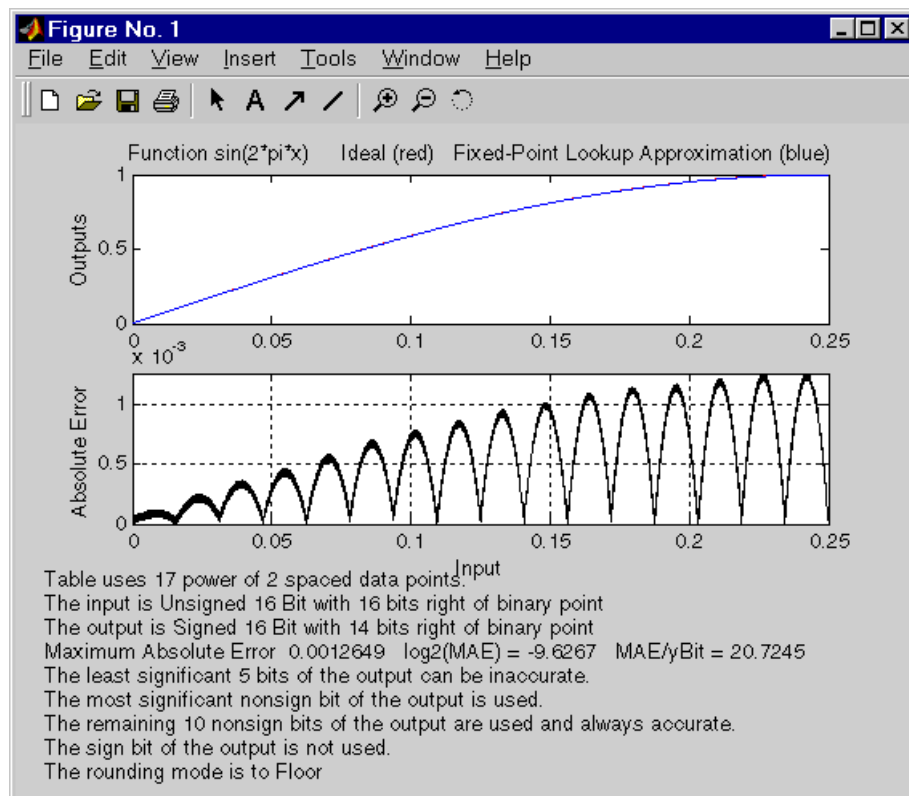 Figure No. 1
File Edit View Insert Tools Window Help
A
Function sin(2*pi*x) Ideal (red) Fixed-Point Lookup Approximation (blue)
1
0.5
0
Outputs
0 0.05 0.1 0.15 0.2 0.25
x 10^-3
1
0.5
0
Absolute Error
0 0.05 0.1 0.15 0.2 0.25
Input
Table uses 17 power of 2 spaced data points.
The input is Unsigned 16 Bit with 16 bits right of binary point
The output is Signed 16 Bit with 14 bits right of binary point
Maximum Absolute Error 0.0012649 log2(MAE) = -9.6267 MAE/yBit = 20.7245
The least significant 5 bits of the output can be inaccurate.
The most significant nonsign bit of the output is used.
The remaining 10 nonsign bits of the output are used and always accurate.
The sign bit of the output is not used.
The rounding mode is to Floor